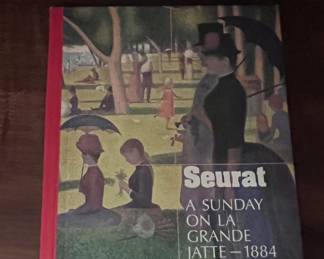 Seurat
A SUNDAY
ON LA
GRANDE
JATTE – 1884